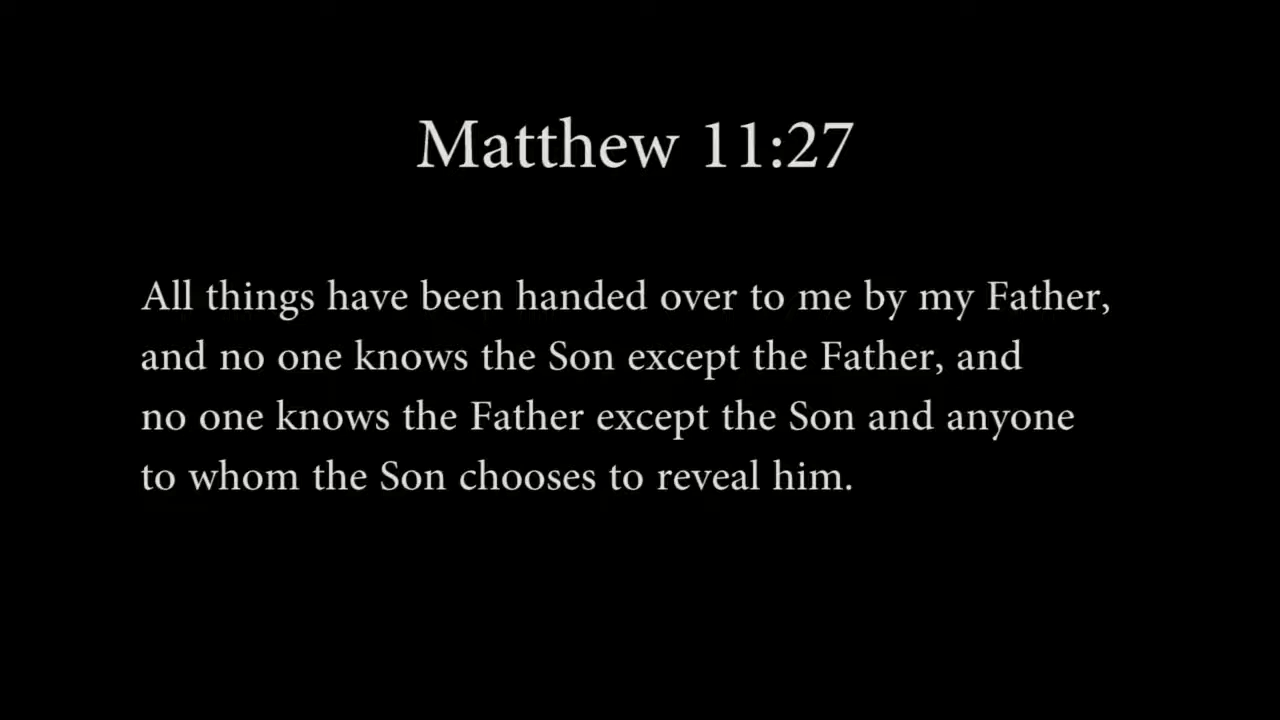 Matthew 11:27
All things have been handed over to me by my Father,
and no one knows the Son except the Father, and
no one knows the Father except the Son and anyone
to whom the Son chooses to reveal him.